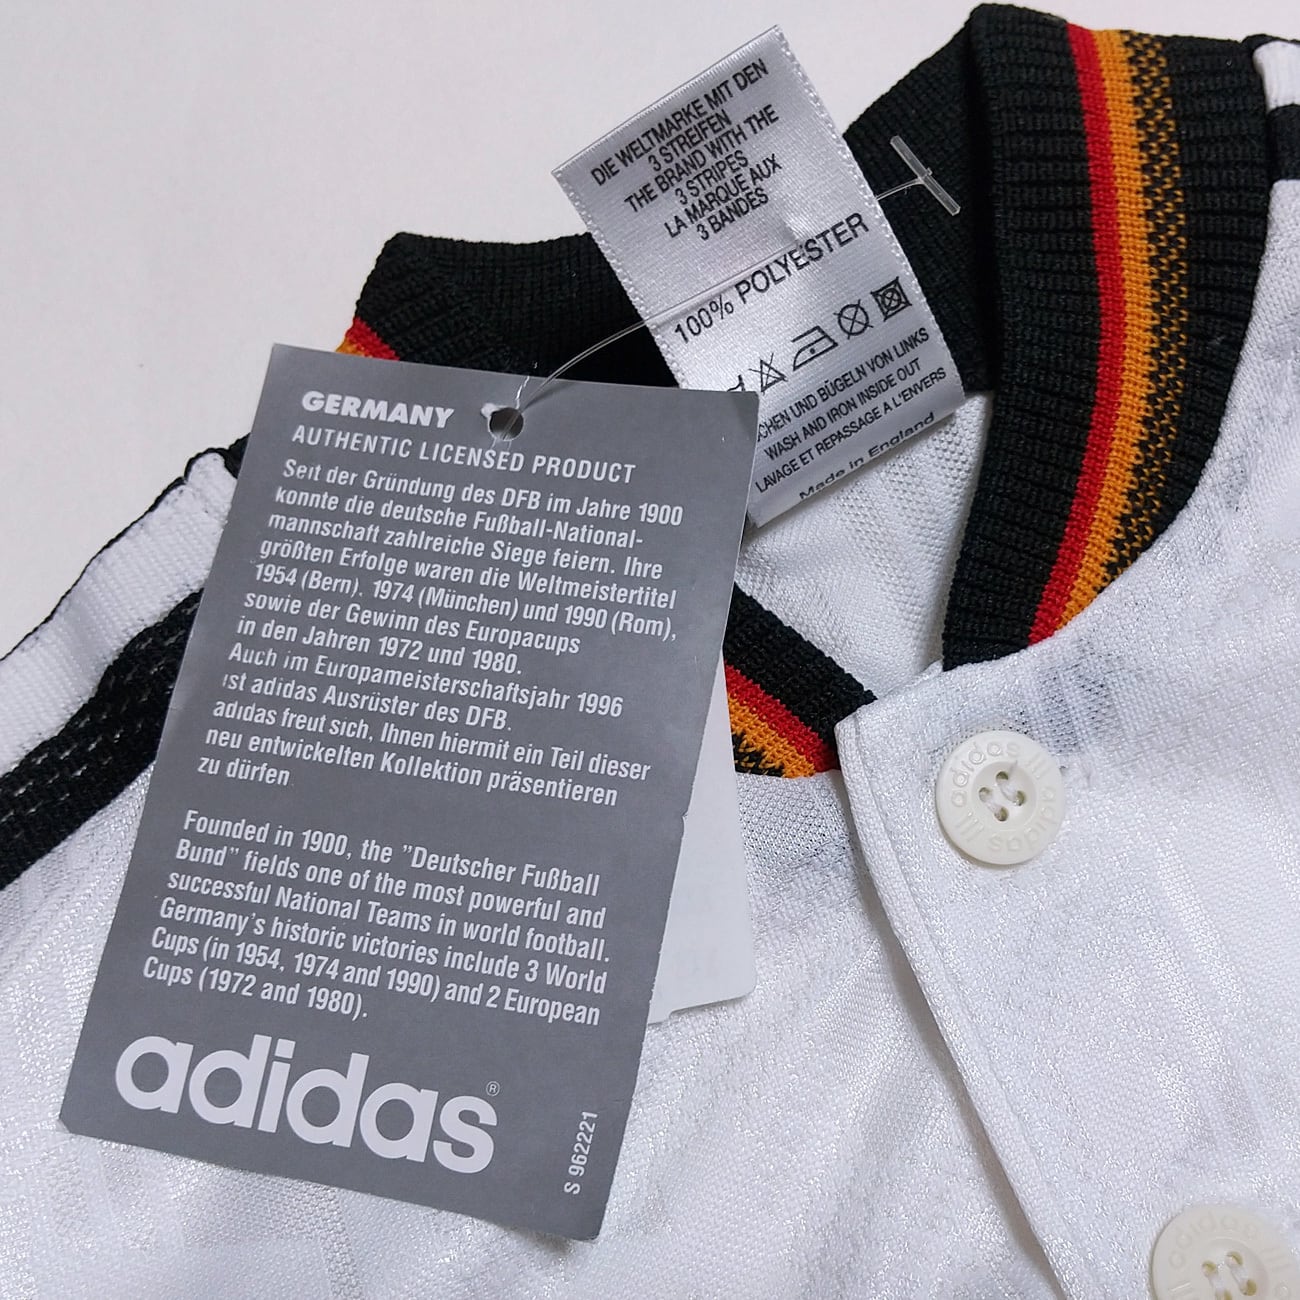 DIE WELTMARKE MIT DEN
3 STREIFEN
THE BRAND WITH THE
3 STRIPES
LA MARQUE AUX
3 BANDES
100% POLYESTER
UND BÜGELN VON LINKS
WASH AND IRON INSIDE OUT
LAVAGE ET REPASSAGE A L'ENVERS
Made in England
GERMANY
AUTHENTIC LICENSED PRODUCT
Seit der Gründung des DFB im Jahre 1900
konnte die deutsche Fußball-National-
mannschaft zahlreiche Siege feiern. Ihre
größten Erfolge waren die Weltmeistertitel
1954 (Bern). 1974 (München) und 1990 (Rom),
sowie der Gewinn des Europacups
in den Jahren 1972 und 1980.
Auch im Europameisterschaftsjahr 1996
ist adidas Ausrüster des DFB.
adidas freut sich, Ihnen hiermit ein Teil dieser
neu entwickelten Kollektion präsentieren
zu dürfen
Founded in 1900, the "Deutscher Fußball
Bund" fields one of the most powerful and
successful National Teams in world football.
Germany's historic victories include 3 World
Cups (in 1954, 1974 and 1990) and 2 European
Cups (1972 and 1980).
adidas®
S 962221
adidas
adidas
adidas